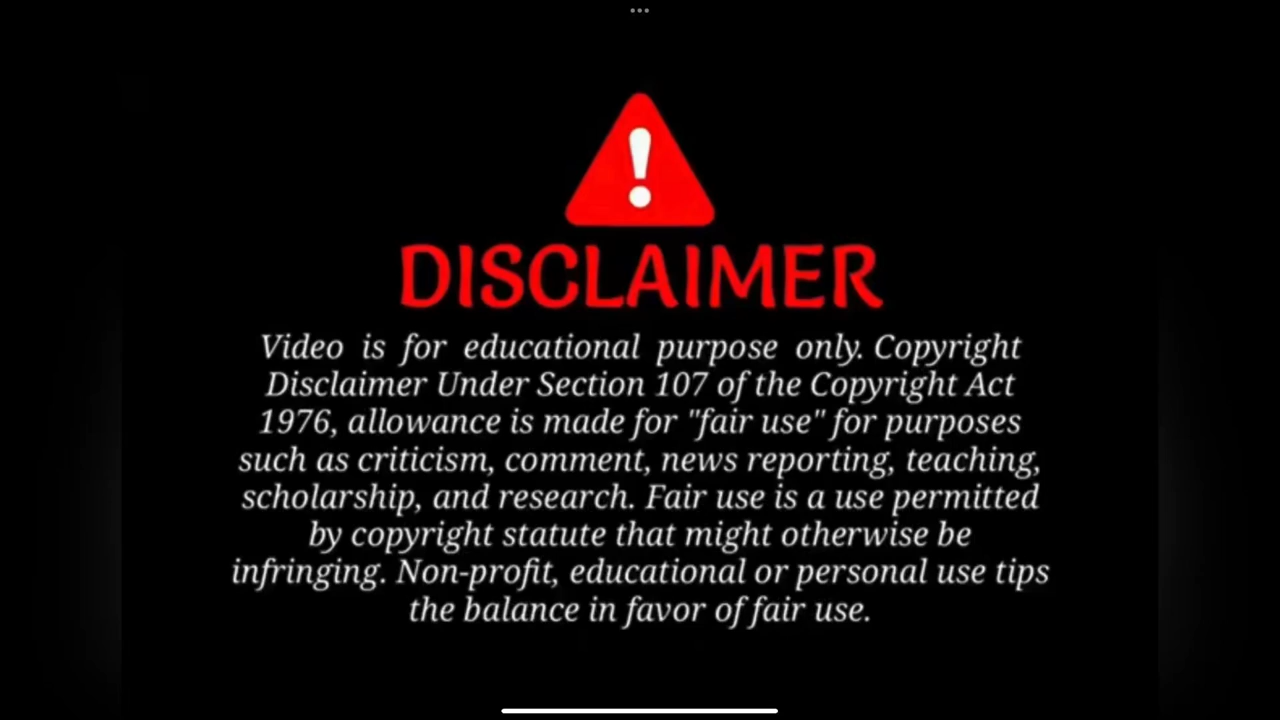 DISCLAIMER
Video is for educational purpose only. Copyright
Disclaimer Under Section 107 of the Copyright Act
1976, allowance is made for "fair use" for purposes
such as criticism, comment, news reporting, teaching,
scholarship, and research. Fair use is a use permitted
by copyright statute that might otherwise be
infringing. Non-profit, educational or personal use tips
the balance in favor of fair use.